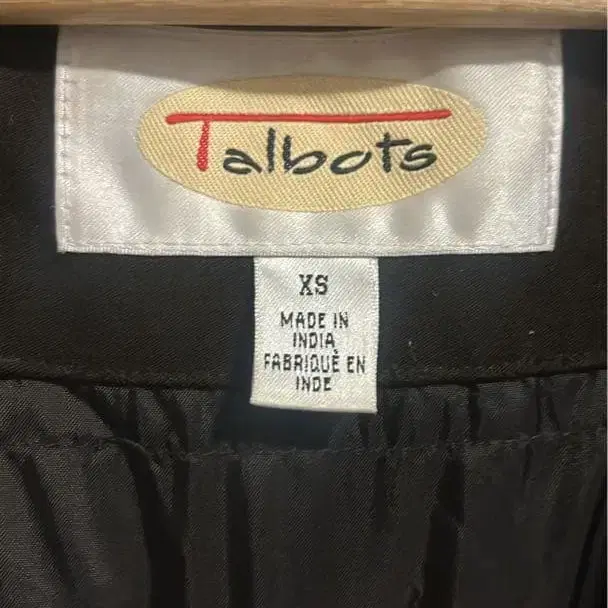 Talbots
XS
MADE IN
INDIA
FABRIQUÈ EN
INDE